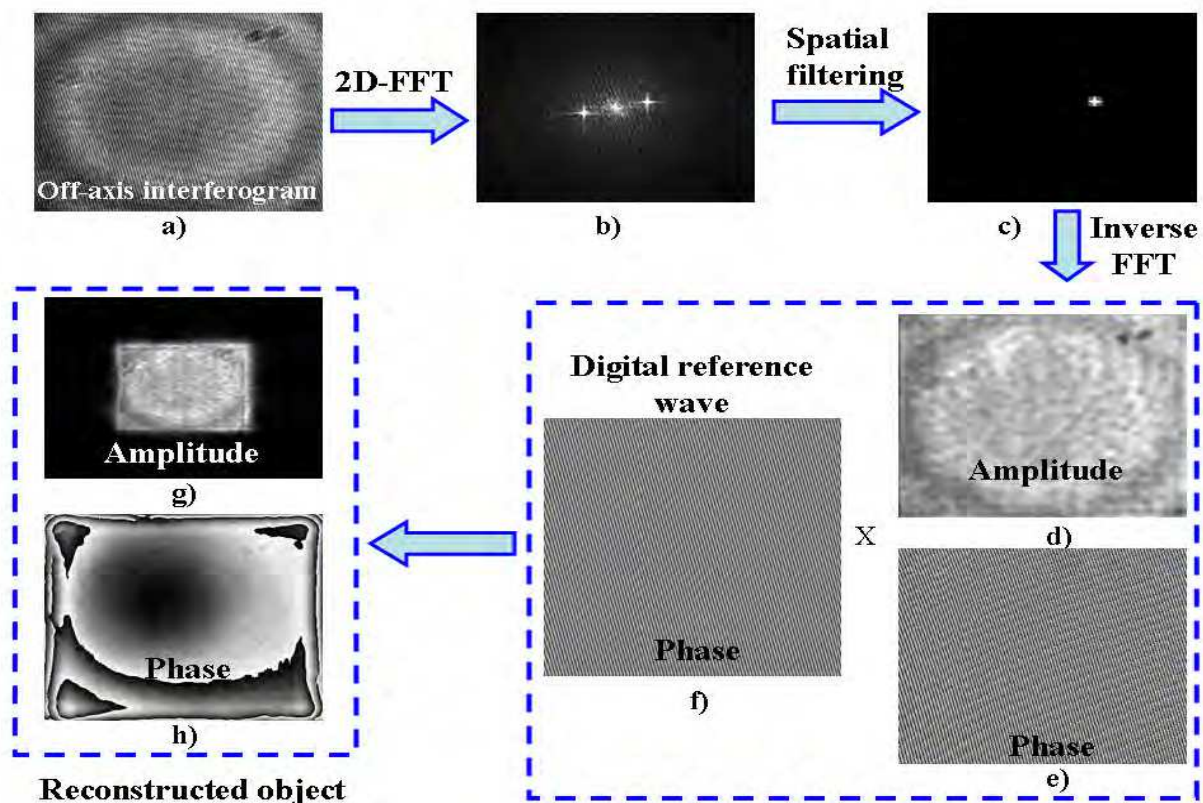 2D-FFT
Spatial
filtering
Off-axis interferogram
a)
b)
c)
Inverse
FFT
Digital reference
wave
Phase
f)
X
Amplitude
d)
Phase
e)
Amplitude
g)
Phase
h)
Reconstructed object